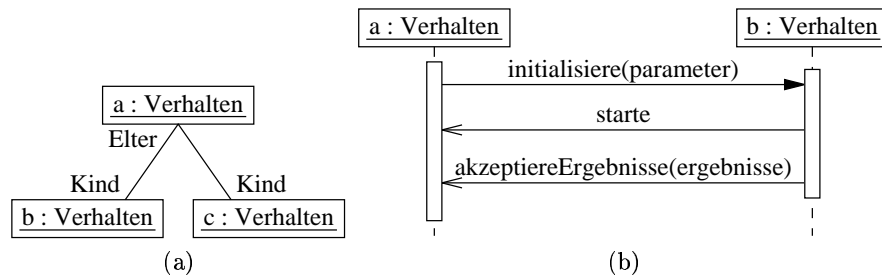 a : Verhalten
Elter
Kind Kind
b : Verhalten c : Verhalten
(a)
a : Verhalten b : Verhalten
initialisiere(parameter)
starte
akzeptiereErgebnisse(ergebnisse)
(b)